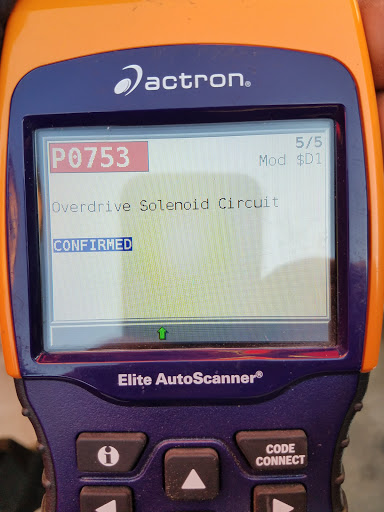 actron®
5/5
P0753
Mod $D1
Overdrive Solenoid Circuit
CONFIRMED
Elite AutoScanner®
i
CODE
CONNECT